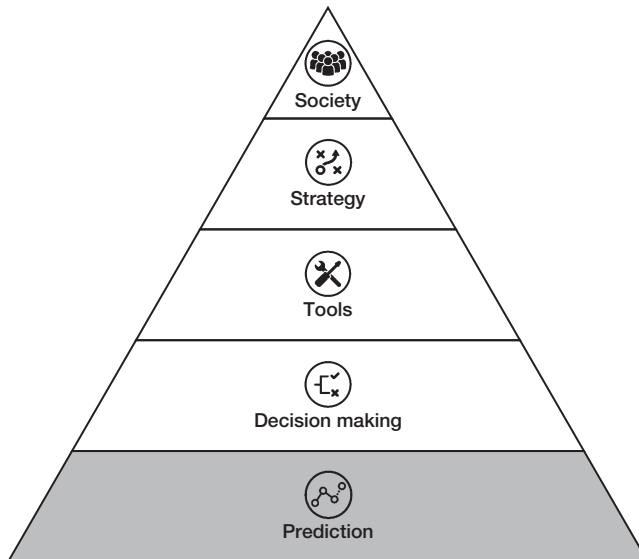 Society
Strategy
Tools
Decision making
Prediction